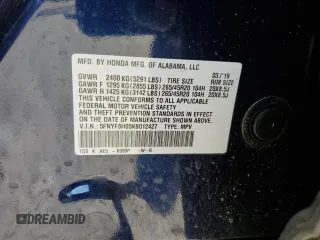 MFD. BY HONDA MFG. OF ALABAMA, LLC
03/19
GVWR 2400 KG(5291 LBS) TIRE SIZE RIM SIZE
GAWR F 1295 KG(2855 LBS) 265/45R20 104H 20X8.5J
GAWR R 1425 KG(3142 LBS) 265/45R20 104H 20X8.5J
THIS VEHICLE CONFORMS TO ALL APPLICABLE FEDERAL
MOTOR VEHICLE SAFETY AND THEFT PREVENTION
STANDARDS IN EFFECT ON THE DATE OF MANUFACTURE
SHOWN ABOVE.
V.I.N. 5FNYF8H05KB012427 TYPE: MPV
DREAMBID